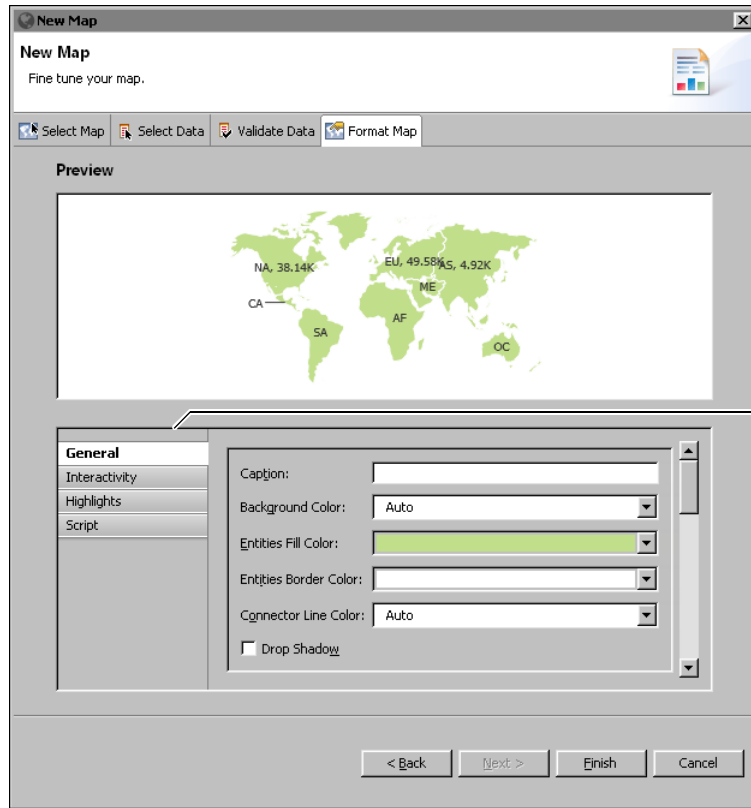 New Map
New Map
Fine tune your map.
Select Map Select Data Validate Data Format Map
Preview
NA, 38.14K
EU, 49.58K
AS, 4.92K
ME
CA
AF
SA
OC
General
Interactivity
Highlights
Script
Caption:
Background Color: Auto
Entities Fill Color:
Entities Border Color:
Connector Line Color: Auto
Drop Shadow
< Back Next > Finish Cancel